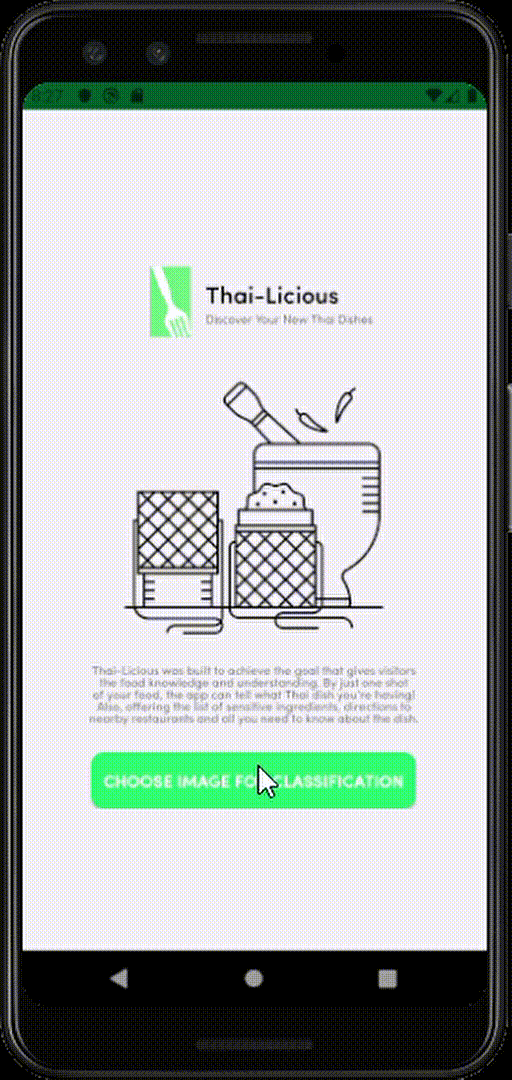 6:27
Thai-Licious
Discover Your New Thai Dishes
Thai-Licious was built to achieve the goal that gives visitors
the food knowledge and understanding. By just one shot
of your food, the app can tell what Thai dish you're having!
Also, offering the list of sensitive ingredients, directions to
nearby restaurants and all you need to know about the dish.
CHOOSE IMAGE FOR CLASSIFICATION